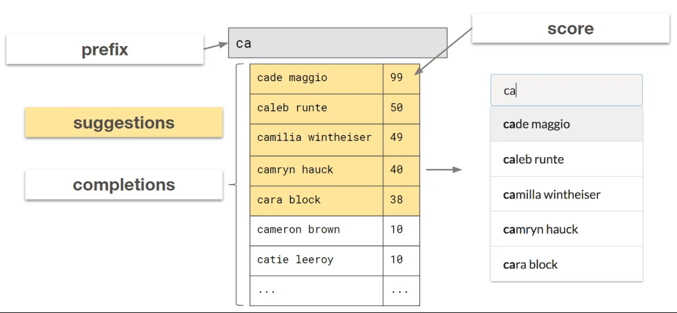 score
prefix
ca
cade maggio 99
caleb runte 50
camilia wintheiser 49
camryn hauck 40
cara block 38
cameron brown 10
catie leeroy 10
... ...
suggestions
completions
ca
cade maggio
caleb runte
camilla wintheiser
camryn hauck
cara block